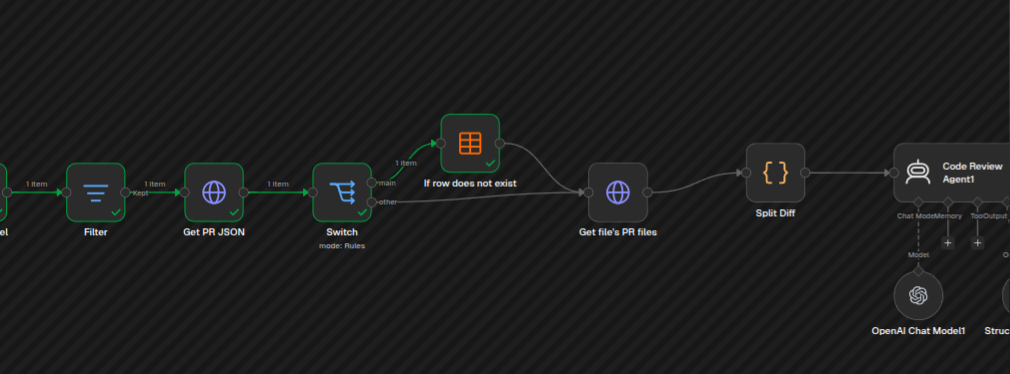 1 item
1 item
Kept
1 item
main
other
1 item
el
Filter
Get PR JSON
Switch
mode: Rules
If row does not exist
Get file's PR files
{}
Split Diff
Code Review
Agent1
Chat Model
Memory
Tool
Output
+
+
Model
OpenAI Chat Model1
O
Struc